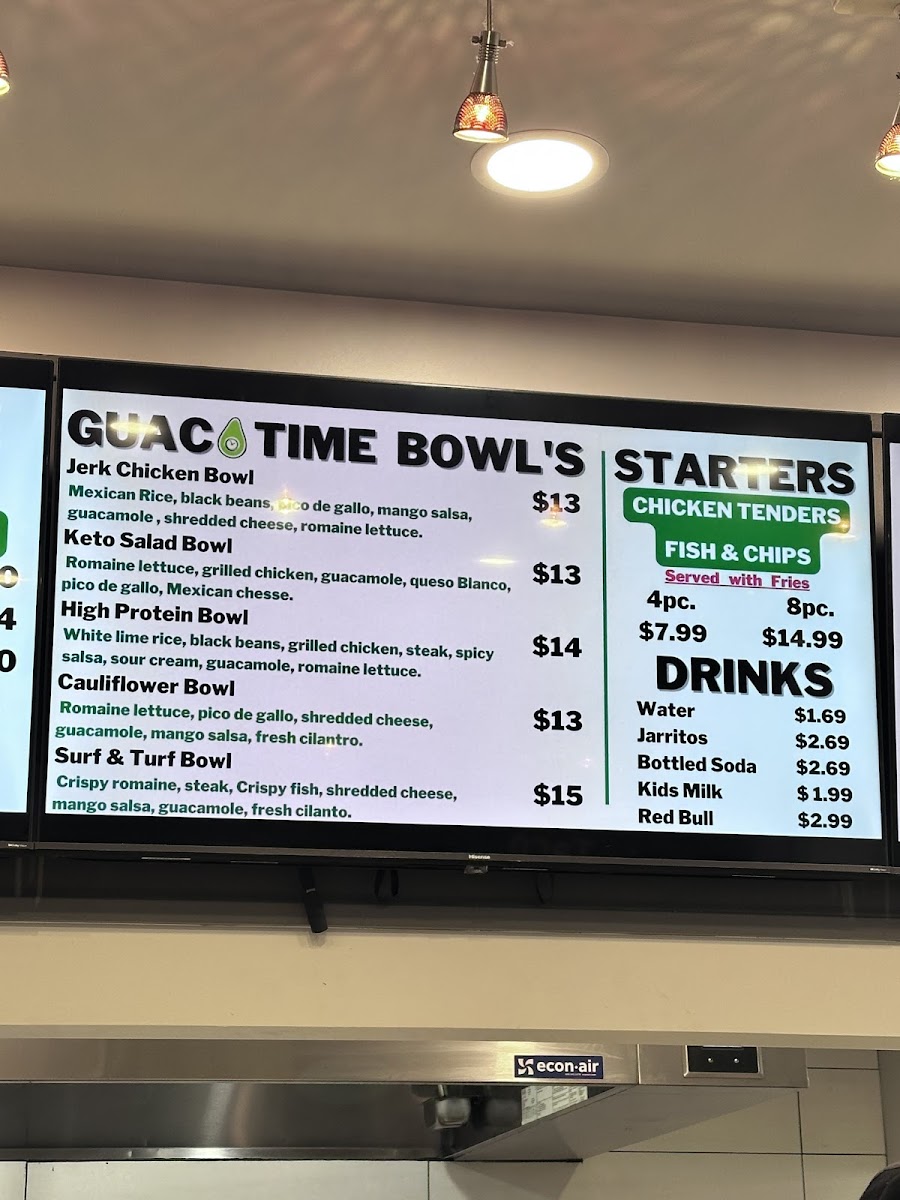 GUAC TIME BOWL'S
Jerk Chicken Bowl
Mexican Rice, black beans, pico de gallo, mango salsa,
guacamole , shredded cheese, romaine lettuce.
$13
Keto Salad Bowl
Romaine lettuce, grilled chicken, guacamole, queso Blanco,
pico de gallo, Mexican chesse.
$13
High Protein Bowl
White lime rice, black beans, grilled chicken, steak, spicy
salsa, sour cream, guacamole, romaine lettuce.
$14
Cauliflower Bowl
Romaine lettuce, pico de gallo, shredded cheese,
guacamole, mango salsa, fresh cilantro.
$13
Surf & Turf Bowl
Crispy romaine, steak, Crispy fish, shredded cheese,
mango salsa, guacamole, fresh cilanto.
$15
STARTERS
CHICKEN TENDERS
FISH & CHIPS
Served with Fries
4pc. 8pc.
$7.99 $14.99
DRINKS
Water $1.69
Jarritos $2.69
Bottled Soda $2.69
Kids Milk $1.99
Red Bull $2.99
0
4
0
Hisense
econ-air